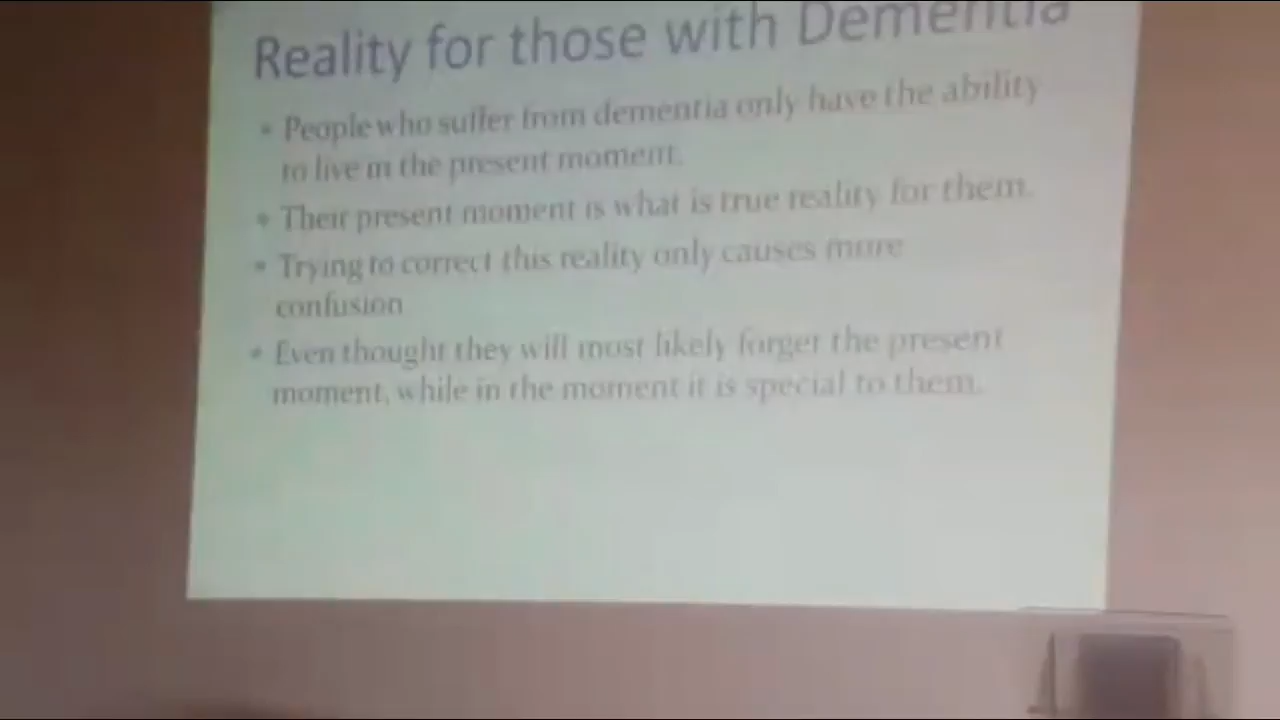 Reality for those with Dementia
• People who suffer from dementia only have the ability
to live in the present moment.
• Their present moment is what is true reality for them.
• Trying to correct this reality only causes more
confusion
• Even thought they will most likely forget the present
moment, while in the moment it is special to them.